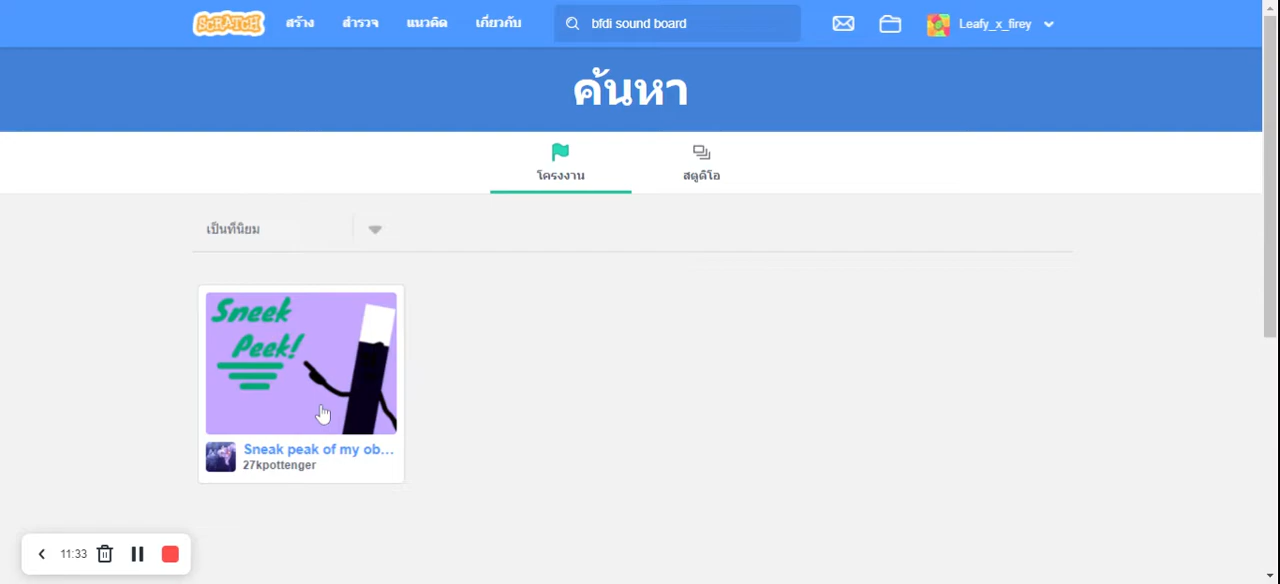 SCRATCH สร้าง สำรวจ แนวคิด เกี่ยวกับ bfdi sound board Leafy_x_firey
ค้นหา
โครงงาน สตูดิโอ
เป็นที่นิยม
Sneek
Peek!
Sneak peak of my ob...
27kpottenger
11:33